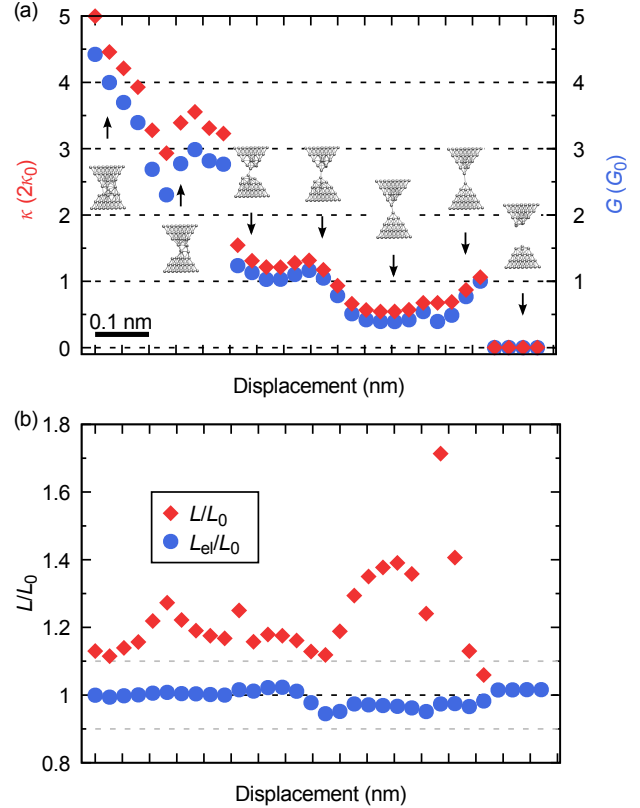 (a)
5
4
3
2
1
0
κ (2κ₀)
5
4
3
2
1
0
G (G₀)
0.1 nm
Displacement (nm)
(b)
1.8
1.6
1.4
1.2
1
0.8
L/L₀
L/L₀
Lₑₗ/L₀
Displacement (nm)